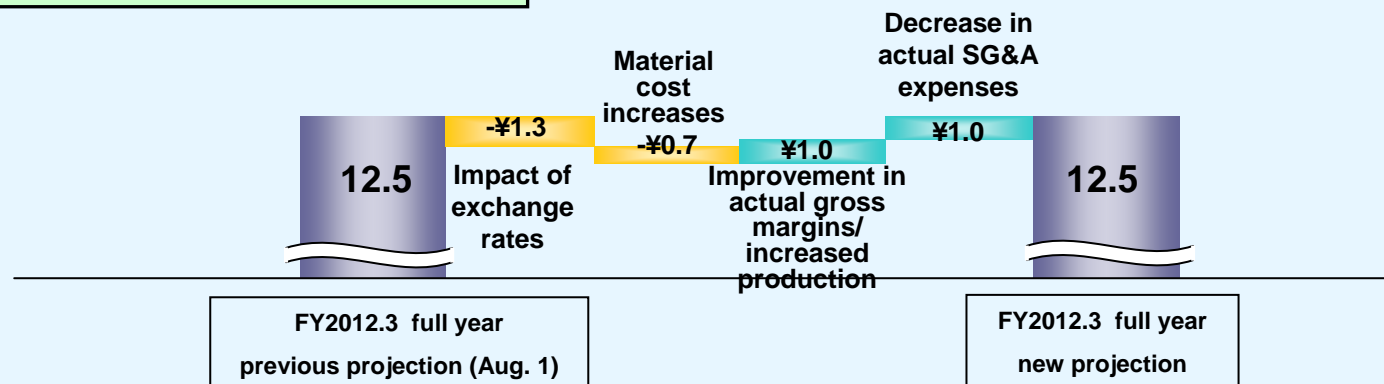 Decrease in
actual SG&A
expenses
Material
cost
increases
-¥1.3
-¥0.7
¥1.0
¥1.0
12.5
Impact of
exchange
rates
Improvement in
actual gross
margins/
increased
production
12.5
FY2012.3 full year
previous projection (Aug. 1)
FY2012.3 full year
new projection